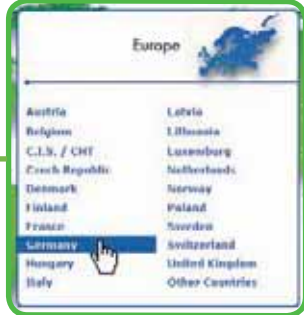 Europe
Austria
Belgium
C.I.S. / CHT
Czech Republic
Denmark
Finland
France
Germany
Hungary
Italy
Latvia
Lithuania
Luxemburg
Netherlands
Norway
Poland
Sweden
Switzerland
United Kingdom
Other Countries